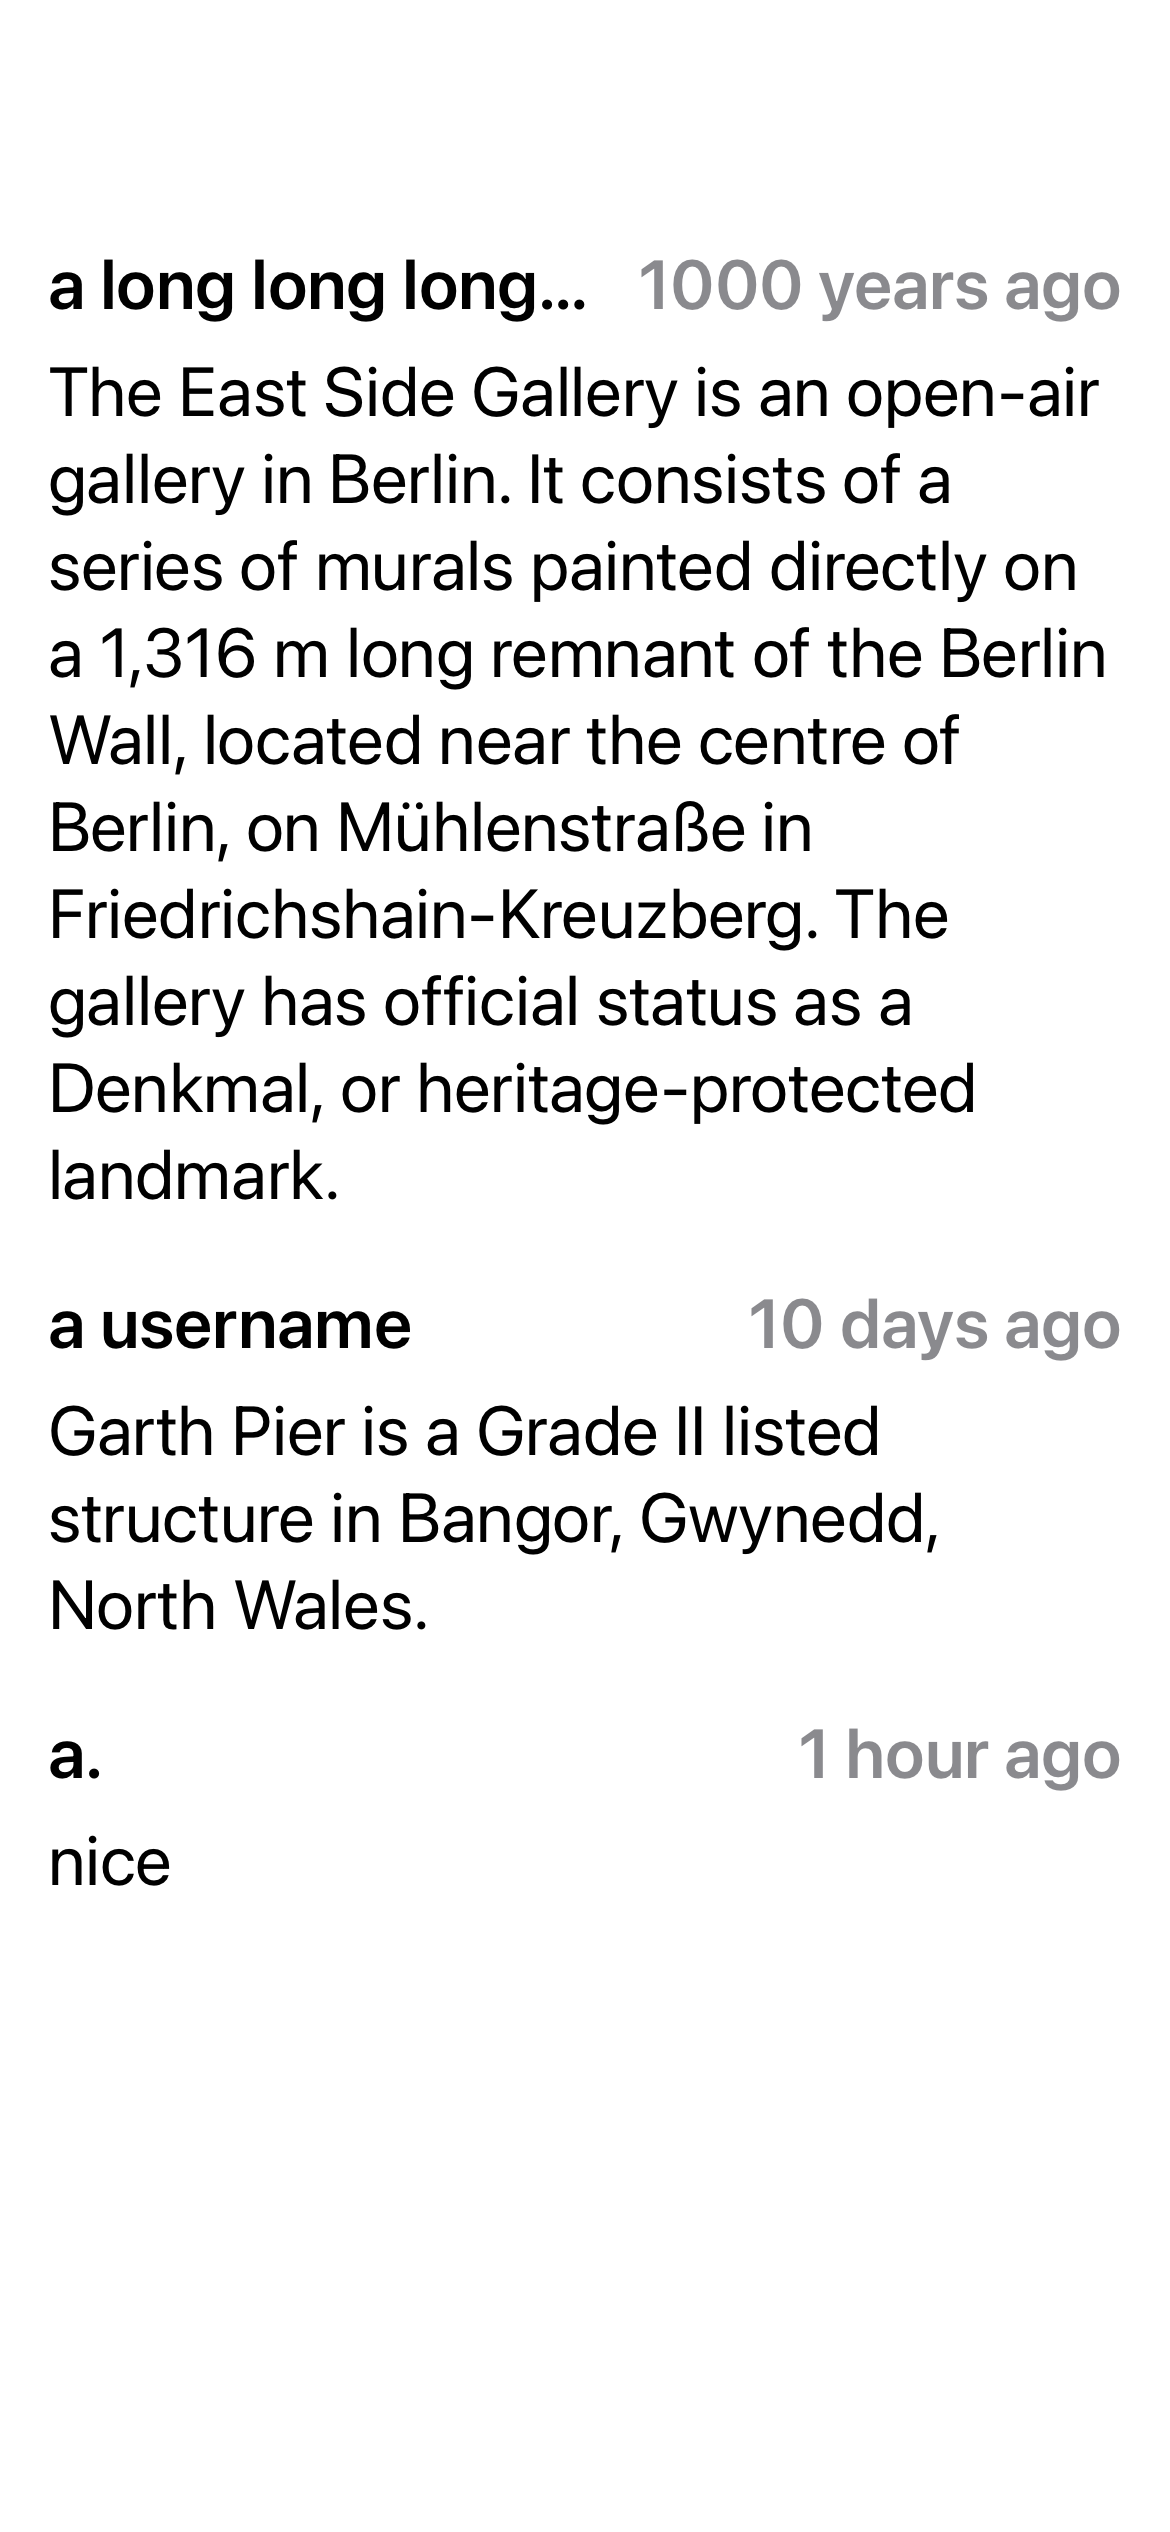 a long long long... 1000 years ago
The East Side Gallery is an open-air
gallery in Berlin. It consists of a
series of murals painted directly on
a 1,316 m long remnant of the Berlin
Wall, located near the centre of
Berlin, on Mühlenstraße in
Friedrichshain-Kreuzberg. The
gallery has official status as a
Denkmal, or heritage-protected
landmark.
a username 10 days ago
Garth Pier is a Grade II listed
structure in Bangor, Gwynedd,
North Wales.
a. 1 hour ago
nice